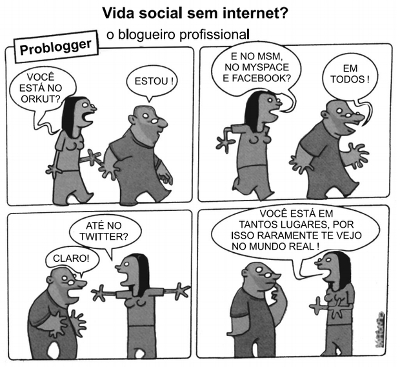 Vida social sem internet?
Problogger
o blogueiro profissional
VOCÊ
ESTÁ NO
ORKUT?
ESTOU !
E NO MSM,
NO MYSPACE
E FACEBOOK?
EM
TODOS !
ATÉ NO
TWITTER?
CLARO!
VOCÊ ESTÁ EM
TANTOS LUGARES, POR
ISSO RARAMENTE TE VEJO
NO MUNDO REAL !